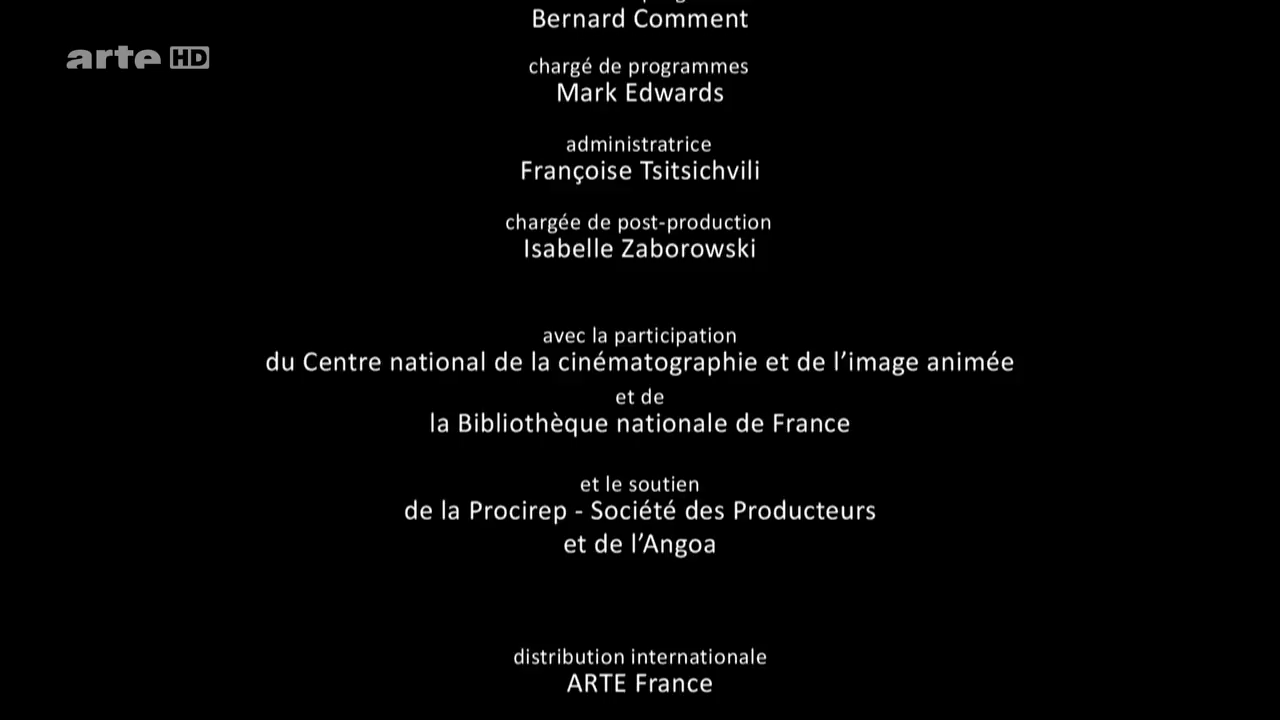 Bernard Comment
arte HD
chargé de programmes
Mark Edwards
administratrice
Françoise Tsitsichvili
chargée de post-production
Isabelle Zaborowski
avec la participation
du Centre national de la cinématographie et de l’image animée
et de
la Bibliothèque nationale de France
et le soutien
de la Procirep - Société des Producteurs
et de l’Angoa
distribution internationale
ARTE France